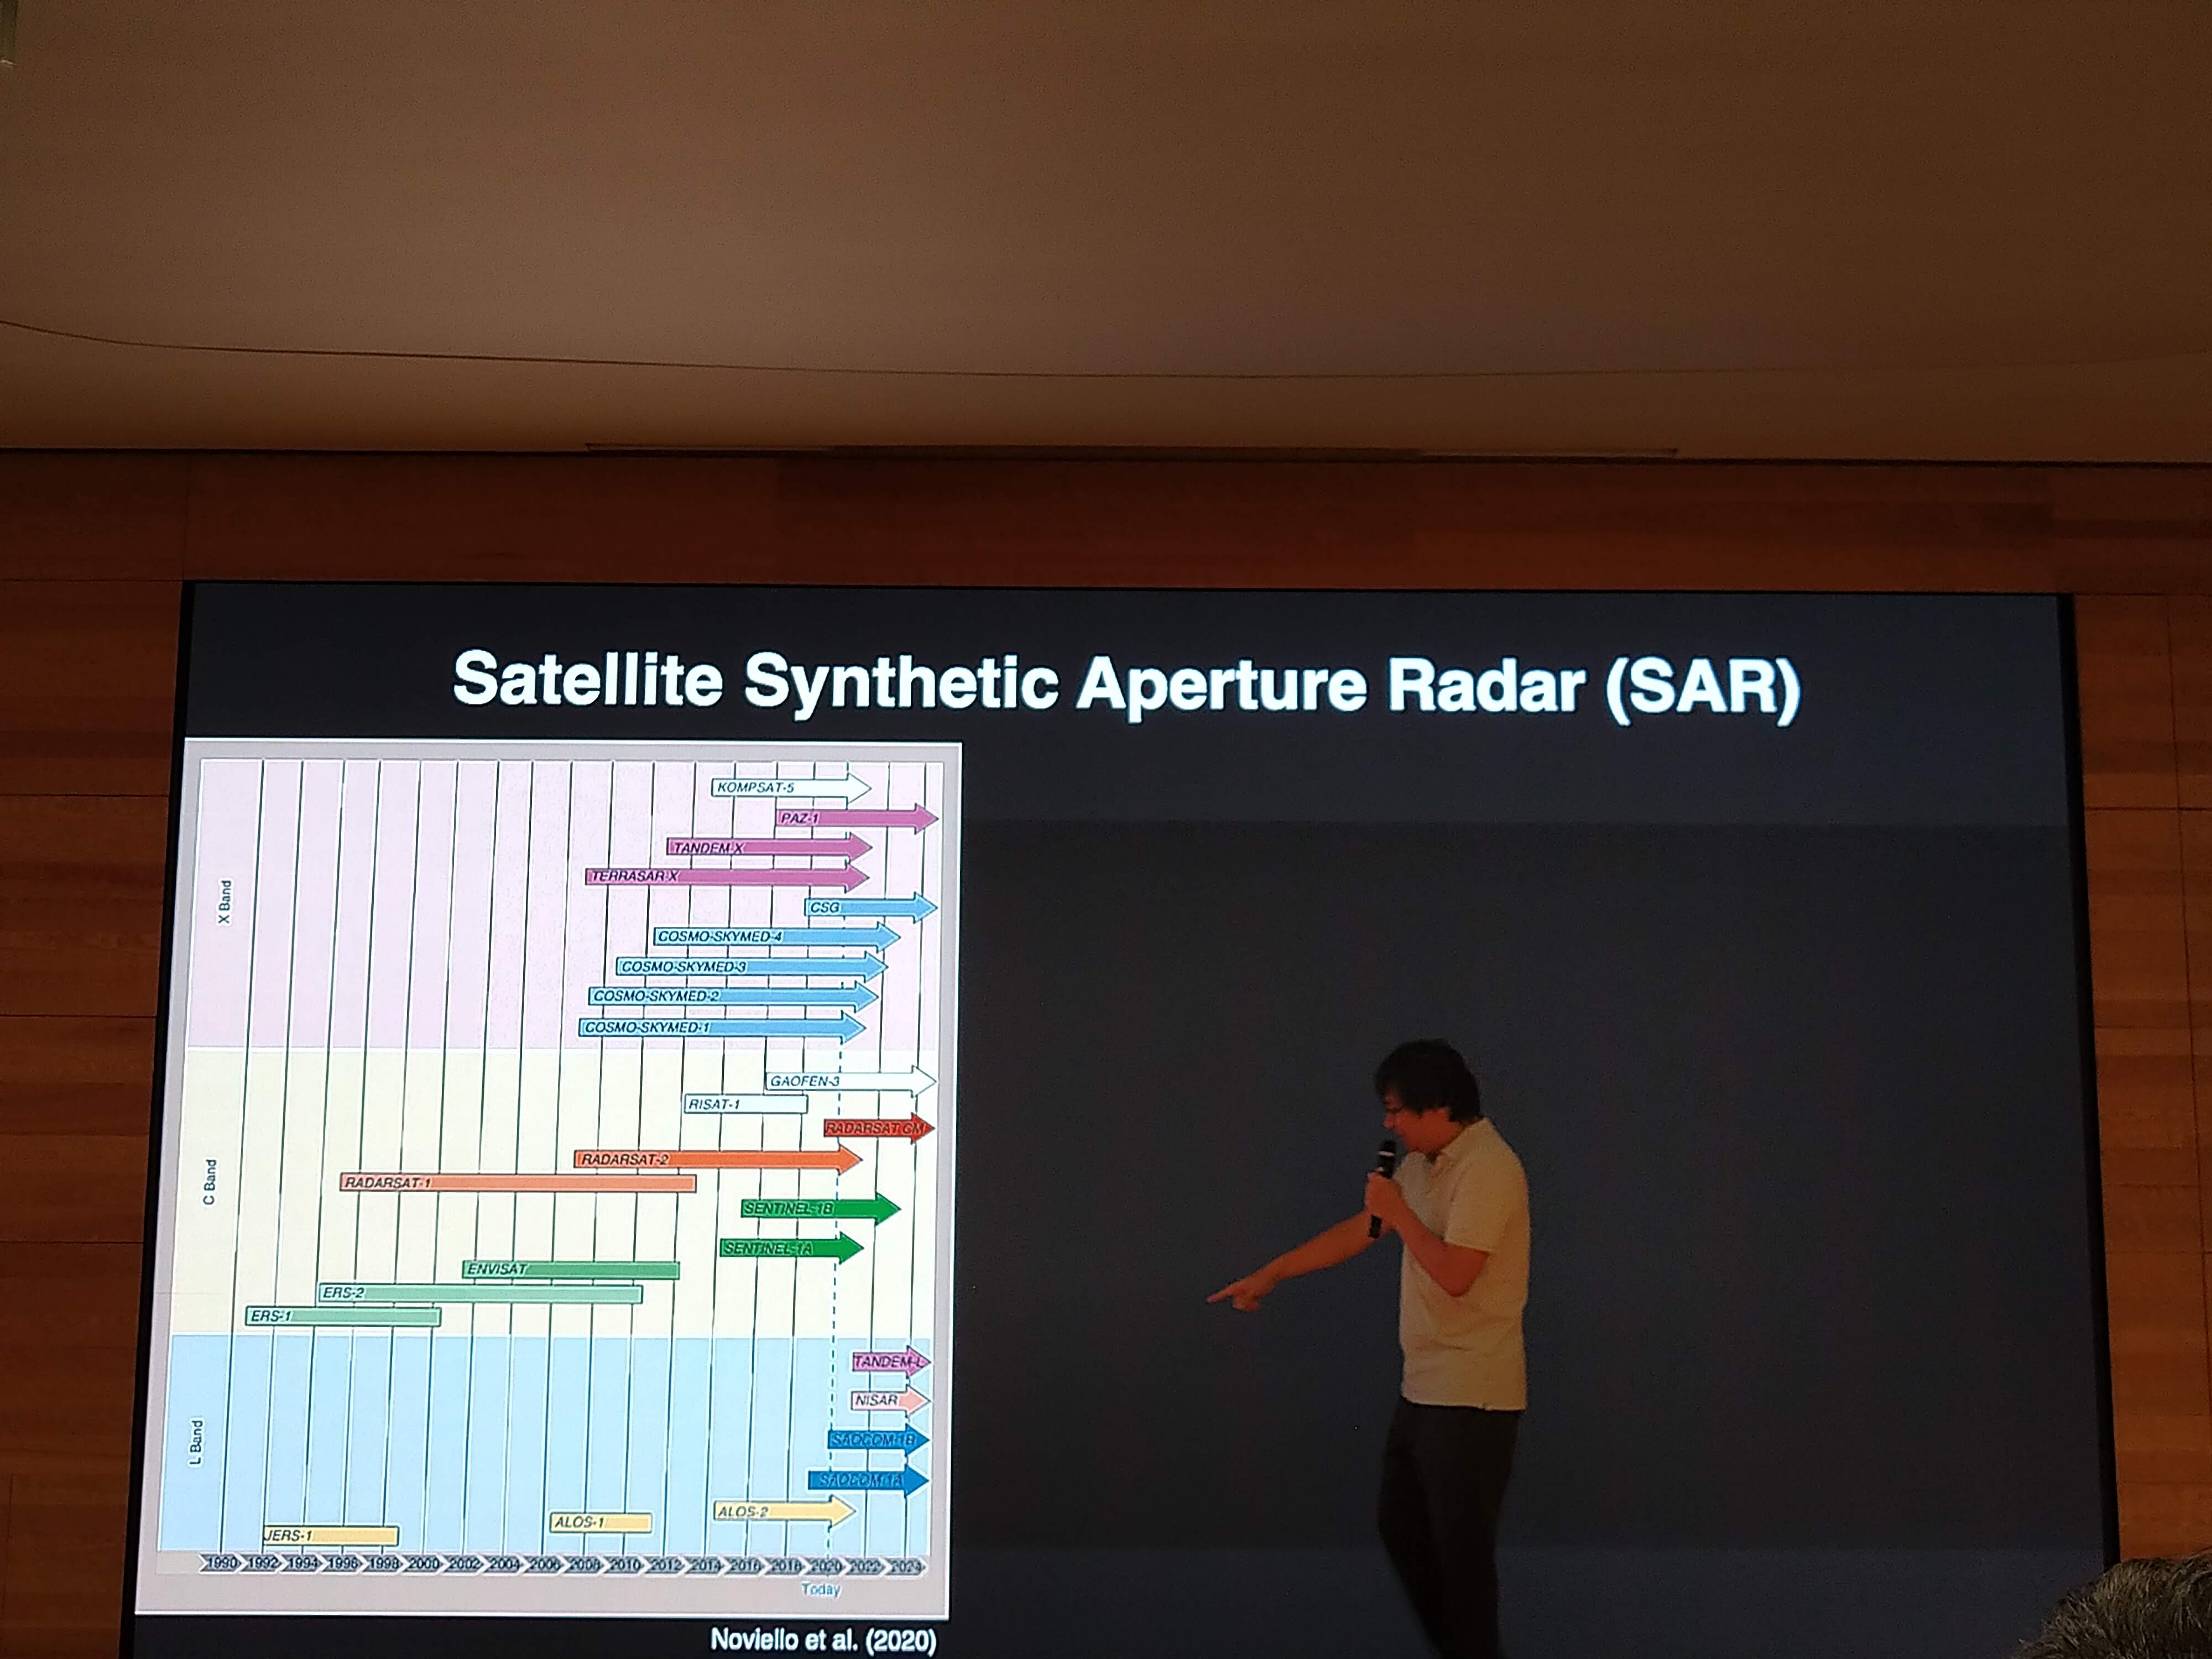 Satellite Synthetic Aperture Radar (SAR)
KOMPSAT-5
PAZ-1
TANDEM-X
TERRASAR-X
X Band
CSG
COSMO-SKYMED-4
COSMO-SKYMED-3
COSMO-SKYMED-2
COSMO-SKYMED-1
GAOFEN-3
RISAT-1
RADARSAT CM
RADARSAT-2
C Band
RADARSAT-1
SENTINEL-1B
SENTINEL-1A
ENVISAT
ERS-2
ERS-1
TANDEM-L
NISAR
L Band
SAOCOM-1B
SAOCOM-1A
ALOS-2
ALOS-1
JERS-1
1990 1992 1994 1996 1998 2000 2002 2004 2006 2008 2010 2012 2014 2016 2018 2020 2022 2024
Today
Noviello et al. (2020)